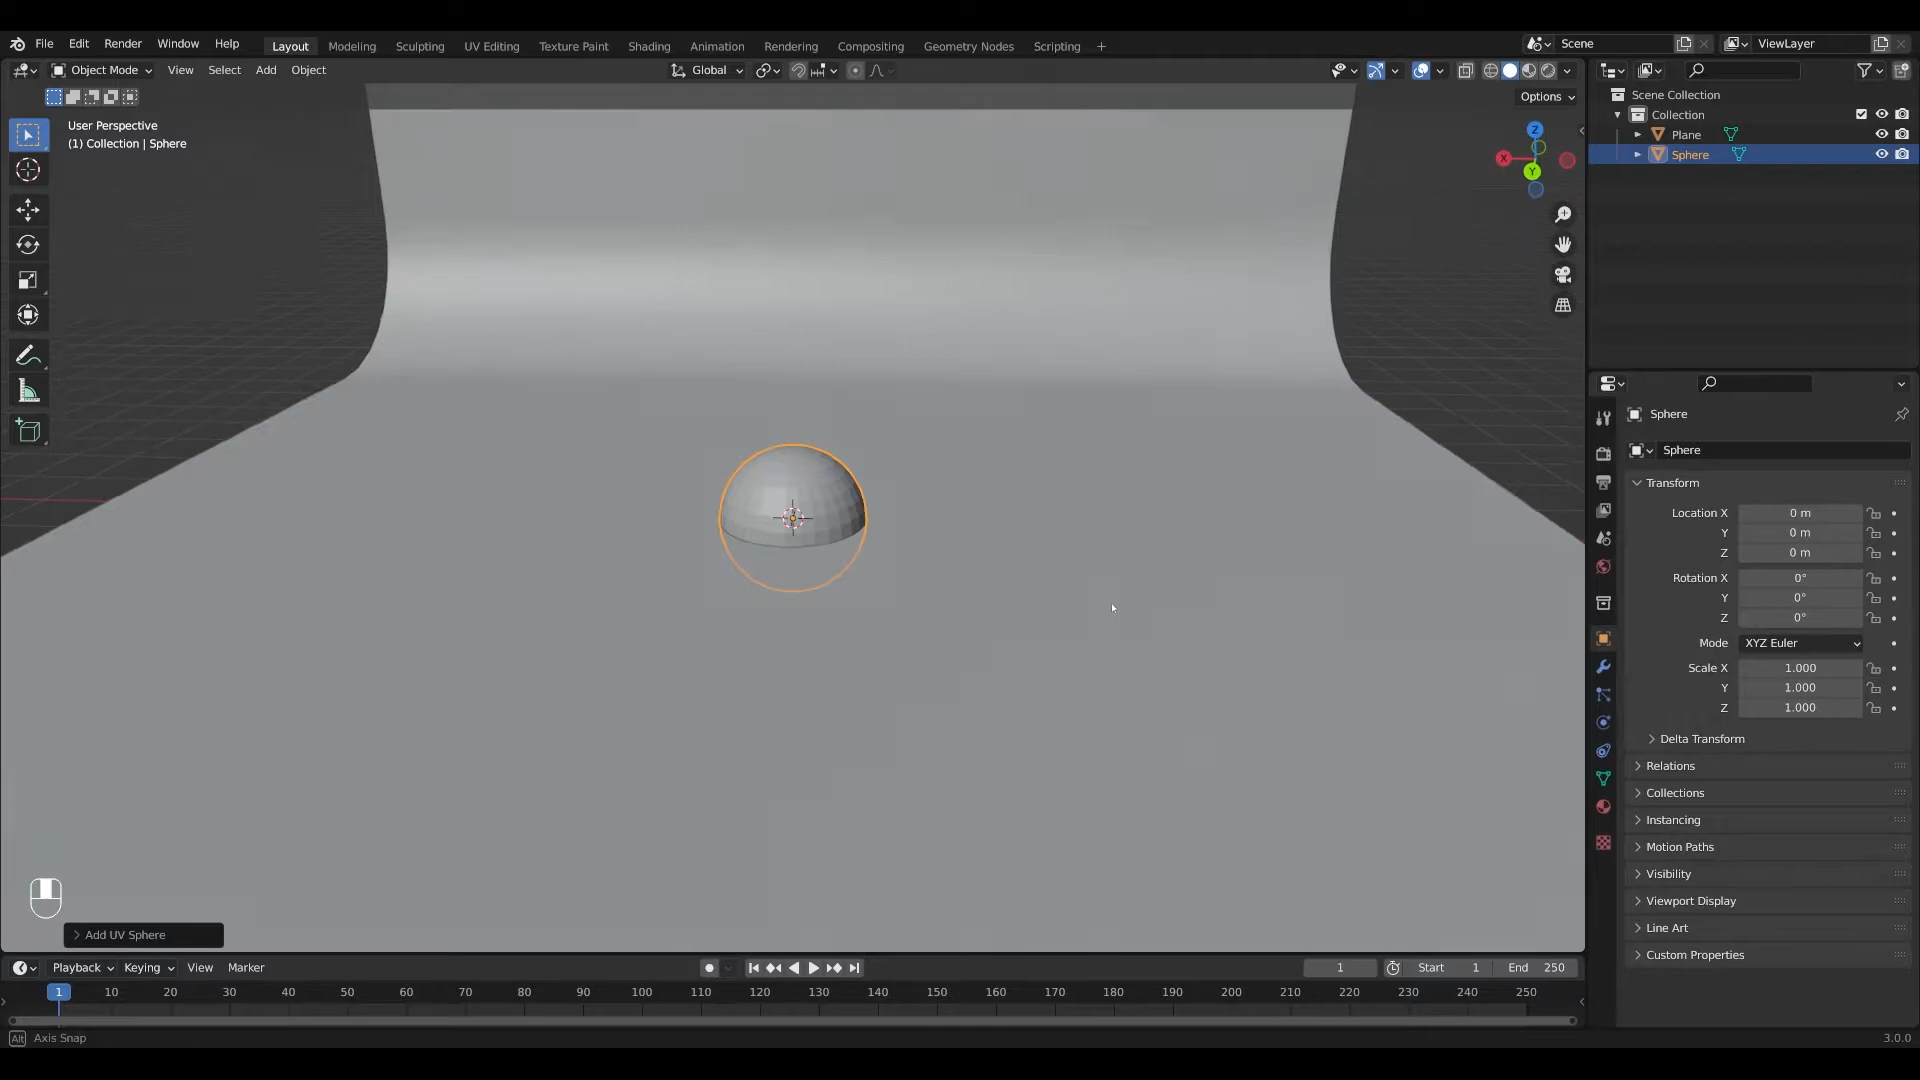 File Edit Render Window Help Layout Modeling Sculpting UV Editing Texture Paint Shading Animation Rendering Compositing Geometry Nodes Scripting + Scene ViewLayer
Object Mode View Select Add Object Global
Options
User Perspective
(1) Collection | Sphere
Z
X
Y
Scene Collection
Collection
Plane
Sphere
Sphere
Sphere
Transform
Location X 0 m
Y 0 m
Z 0 m
Rotation X 0°
Y 0°
Z 0°
Mode XYZ Euler
Scale X 1.000
Y 1.000
Z 1.000
Delta Transform
Relations
Collections
Instancing
Motion Paths
Visibility
Viewport Display
Line Art
Custom Properties
Add UV Sphere
Playback Keying View Marker 1 Start 1 End 250
1 10 20 30 40 50 60 70 80 90 100 110 120 130 140 150 160 170 180 190 200 210 220 230 240 250
Alt Axis Snap 3.0.0